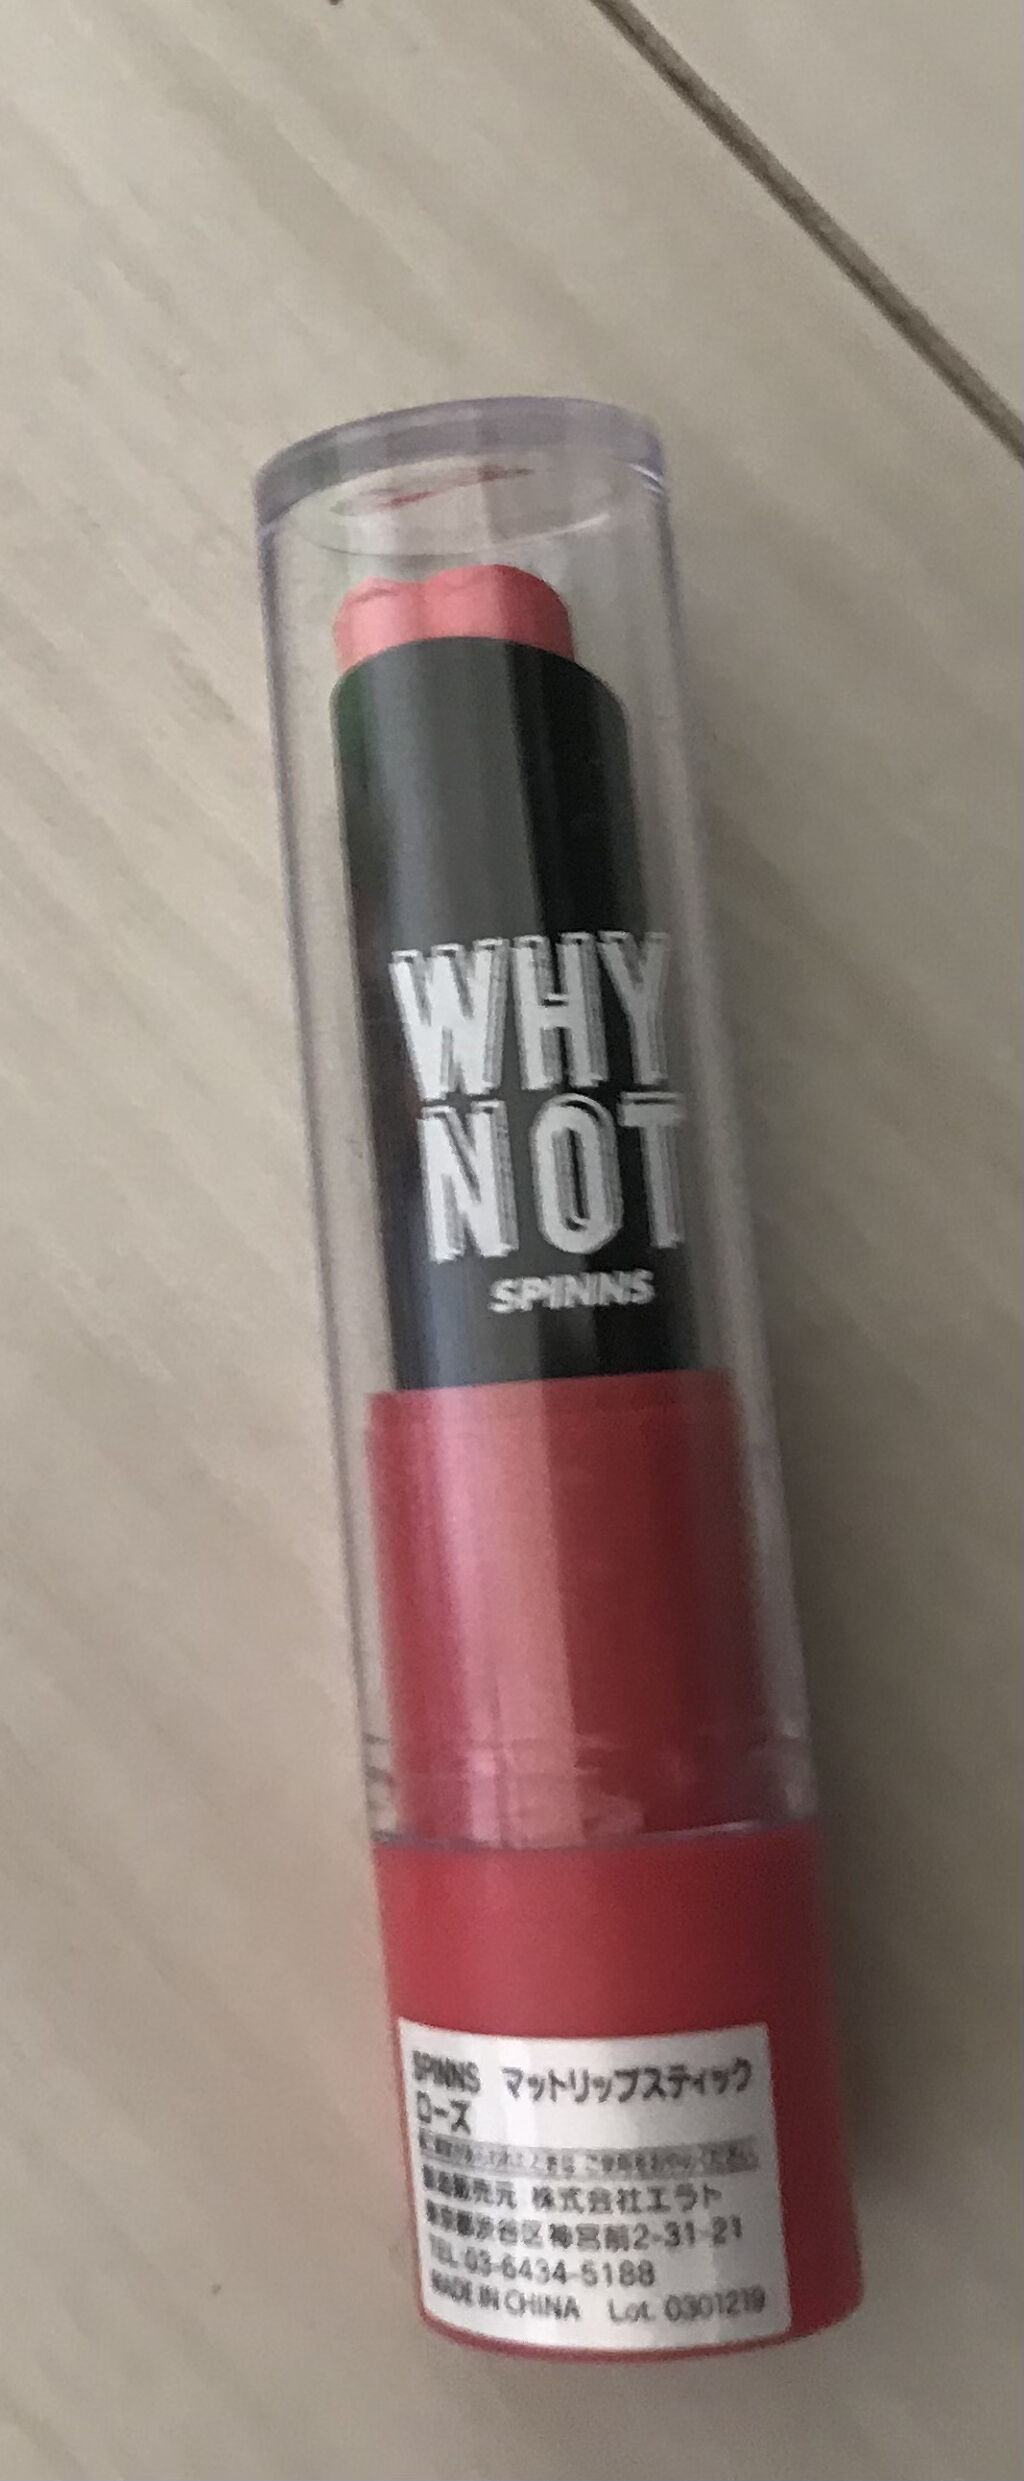 WHY
NOT
SPINNS
SPINNS マットリップスティック
ローズ
製造販売元 株式会社エラト
東京都渋谷区神宮前2-31-21
TEL 03-6434-5188
MADE IN CHINA Lot. 0301219